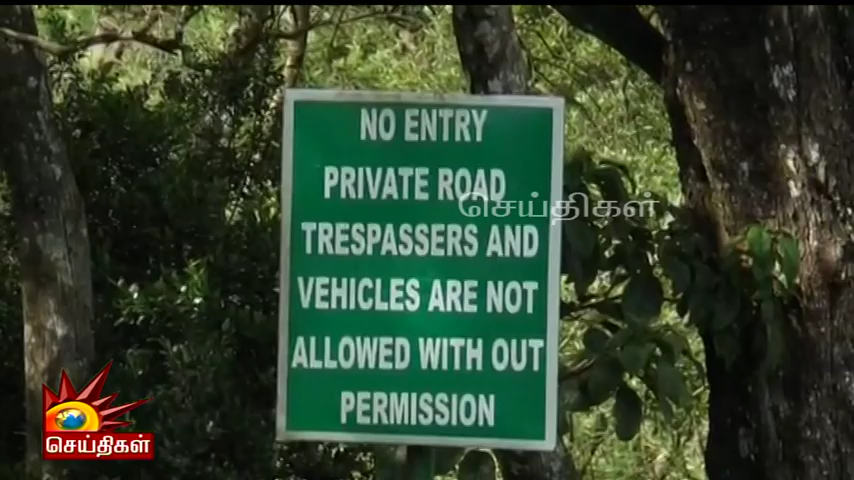 NO ENTRY
PRIVATE ROAD
செய்திகள்
TRESPASSERS AND
VEHICLES ARE NOT
ALLOWED WITH OUT
PERMISSION
செய்திகள்